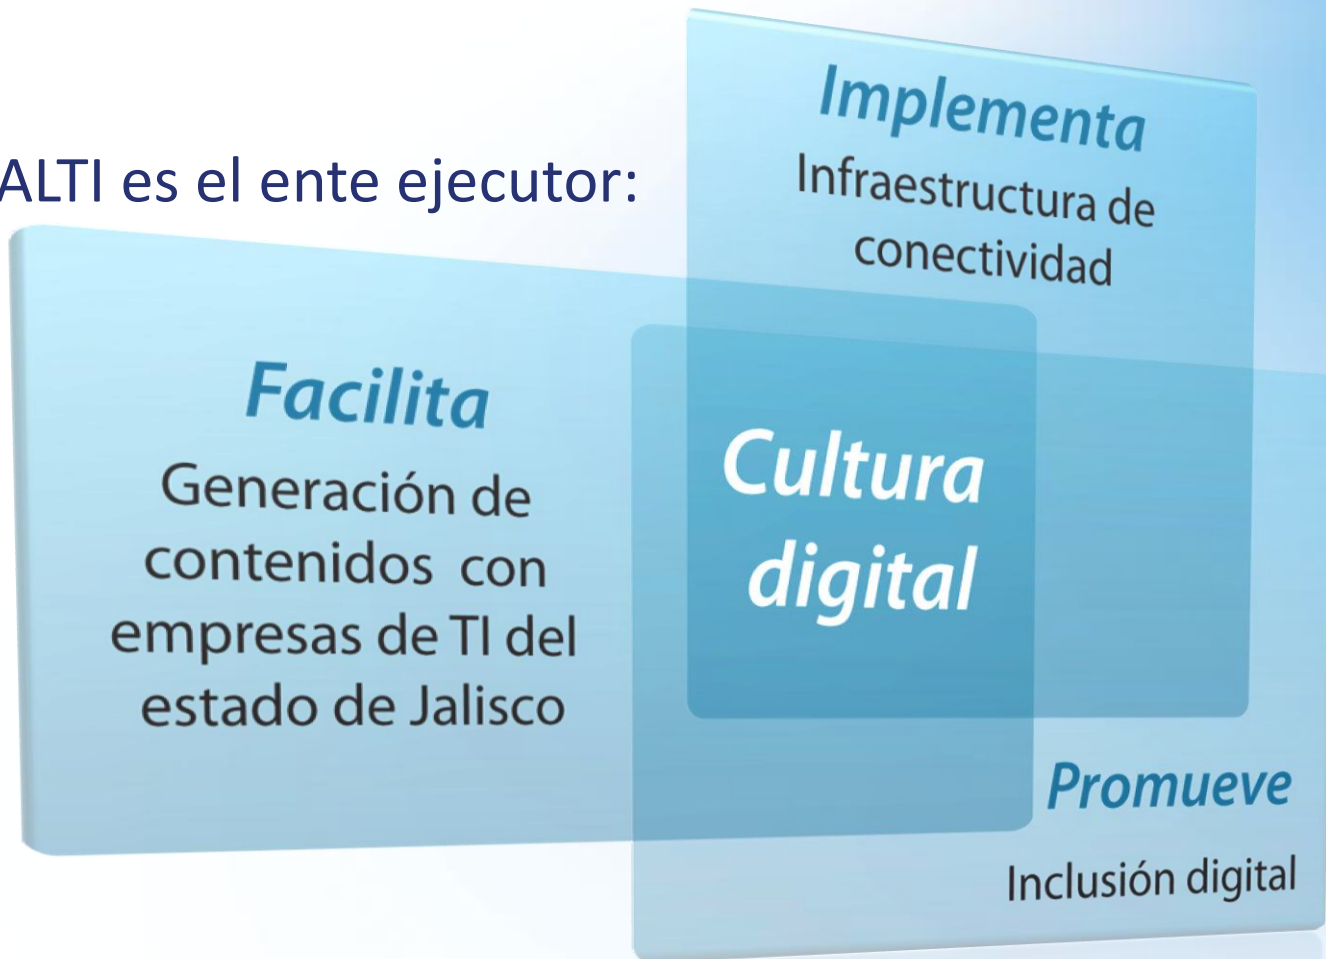 ALTI es el ente ejecutor:
Implementa
Infraestructura de
conectividad
Facilita
Generación de
contenidos con
empresas de TI del
estado de Jalisco
Cultura
digital
Promueve
Inclusión digital